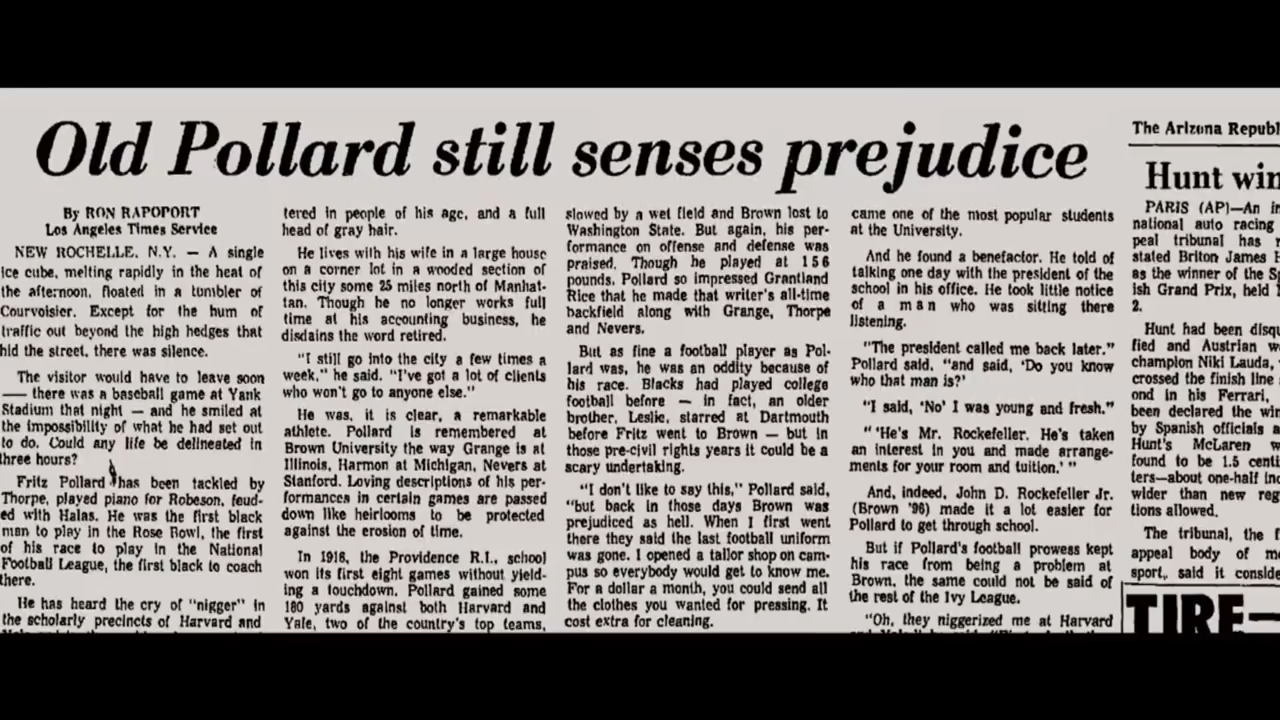 Old Pollard still senses prejudice
By RON RAPOPORT
Los Angeles Times Service
NEW ROCHELLE, N.Y. — A single
ice cube, melting rapidly in the heat of
the afternoon, floated in a tumbler of
Courvoisier. Except for the hum of
traffic out beyond the high hedges that
hid the street, there was silence.
The visitor would have to leave soon
— there was a baseball game at Yank
Stadium that night — and he smiled at
the impossibility of what he had set out
to do. Could any life be delineated in
three hours?
Fritz Pollard has been tackled by
Thorpe, played piano for Robeson, feud-
ed with Halas. He was the first black
man to play in the Rose Bowl, the first
of his race to play in the National
Football League, the first black to coach
there.
He has heard the cry of "nigger" in
the scholarly precincts of Harvard and
tered in people of his age, and a full
head of gray hair.
He lives with his wife in a large house
on a corner lot in a wooded section of
this city some 25 miles north of Manhat-
tan. Though he no longer works full
time at his accounting business, he
disdains the word retired.
"I still go into the city a few times a
week," he said. "I've got a lot of clients
who won't go to anyone else."
He was, it is clear, a remarkable
athlete. Pollard is remembered at
Brown University the way Grange is at
Illinois, Harmon at Michigan, Nevers at
Stanford. Loving descriptions of his per-
formances in certain games are passed
down like heirlooms to be protected
against the erosion of time.
In 1916, the Providence R.I., school
won its first eight games without yield-
ing a touchdown. Pollard gained some
180 yards against both Harvard and
Yale, two of the country's top teams,
slowed by a wet field and Brown lost to
Washington State. But again, his per-
formance on offense and defense was
praised. Though he played at 156
pounds, Pollard so impressed Grantland
Rice that he made that writer's all-time
backfield along with Grange, Thorpe
and Nevers.
But as fine a football player as Pol-
lard was, he was an oddity because of
his race. Blacks had played college
football before — in fact, an older
brother, Leslie, starred at Dartmouth
before Fritz went to Brown — but in
those pre-civil rights years it could be a
scary undertaking.
"I don't like to say this," Pollard said,
"but back in those days Brown was
prejudiced as hell. When I first went
there they said the last football uniform
was gone. I opened a tailor shop on cam-
pus so everybody would get to know me.
For a dollar a month, you could send all
the clothes you wanted for pressing. It
cost extra for cleaning.
came one of the most popular students
at the University.
And he found a benefactor. He told of
talking one day with the president of the
school in his office. He took little notice
of a man who was sitting there
listening.
"The president called me back later."
Pollard said, "and said, 'Do you know
who that man is?'
"I said, 'No' I was young and fresh."
" 'He's Mr. Rockefeller. He's taken
an interest in you and made arrange-
ments for your room and tuition.' "
And, indeed, John D. Rockefeller Jr.
(Brown '96) made it a lot easier for
Pollard to get through school.
But if Pollard's football prowess kept
his race from being a problem at
Brown, the same could not be said of
the rest of the Ivy League.
"Oh, they niggerized me at Harvard
The Arizona Republ
Hunt win
PARIS (AP)—An in
national auto racing
peal tribunal has r
stated Briton James H
as the winner of the Sp
ish Grand Prix, held
2.
Hunt had been disqu
fied and Austrian w
champion Niki Lauda,
crossed the finish line
ond in his Ferrari,
been declared the win
by Spanish officials a
Hunt's McLaren w
found to be 1.5 centi
ters—about one-half inc
wider than new reg
tions allowed.
The tribunal, the f
appeal body of mo
sport, said it conside
TIRE—